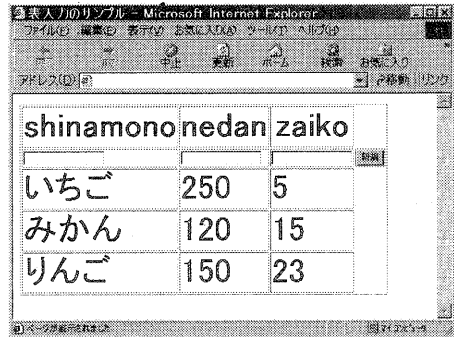 表入力のサンプル - Microsoft Internet Explorer
ファイル(F) 編集(E) 表示(V) お気に入り(A) ツール(T) ヘルプ(H)
中止 更新 ホーム 検索 お気に入り
アドレス(D) 移動 リンク
shinamono nedan zaiko
いちご 250 5
みかん 120 15
りんご 150 23
ページが表示されました マイ コンピュータ